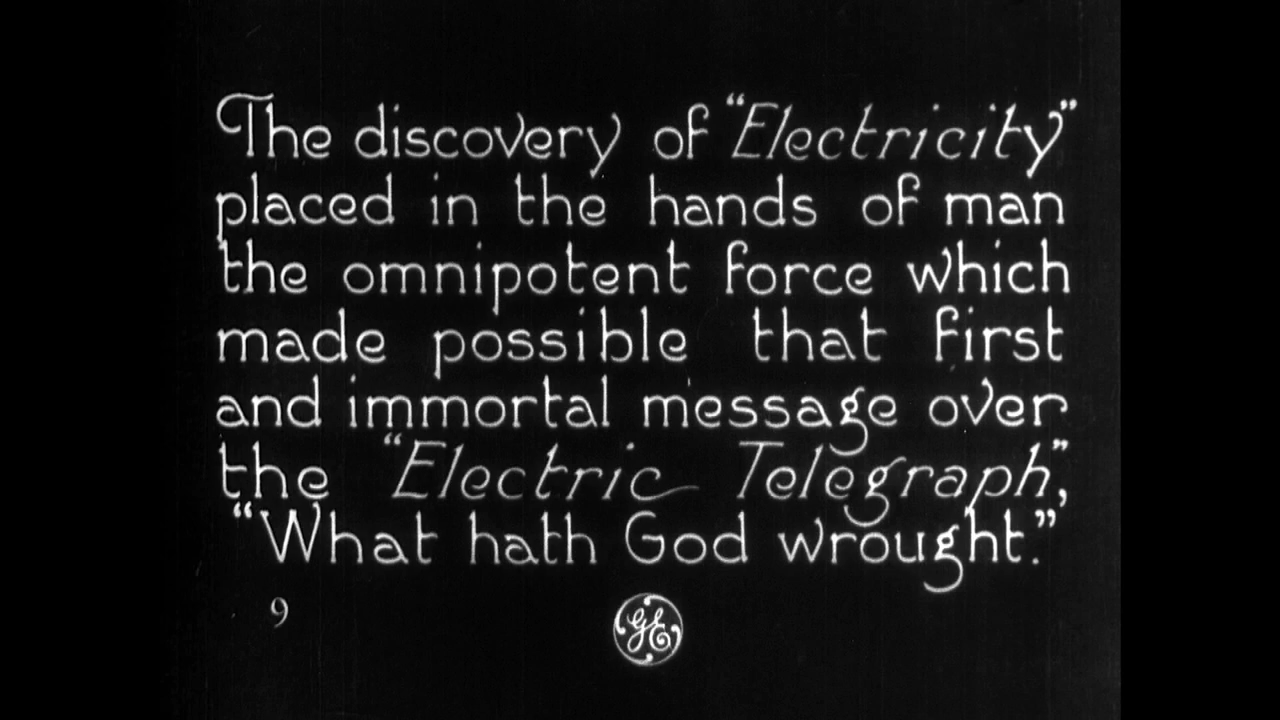 The discovery of "Electricity"
placed in the hands of man
the omnipotent force which
made possible that first
and immortal message over
the "Electric Telegraph",
"What hath God wrought."
9
GE